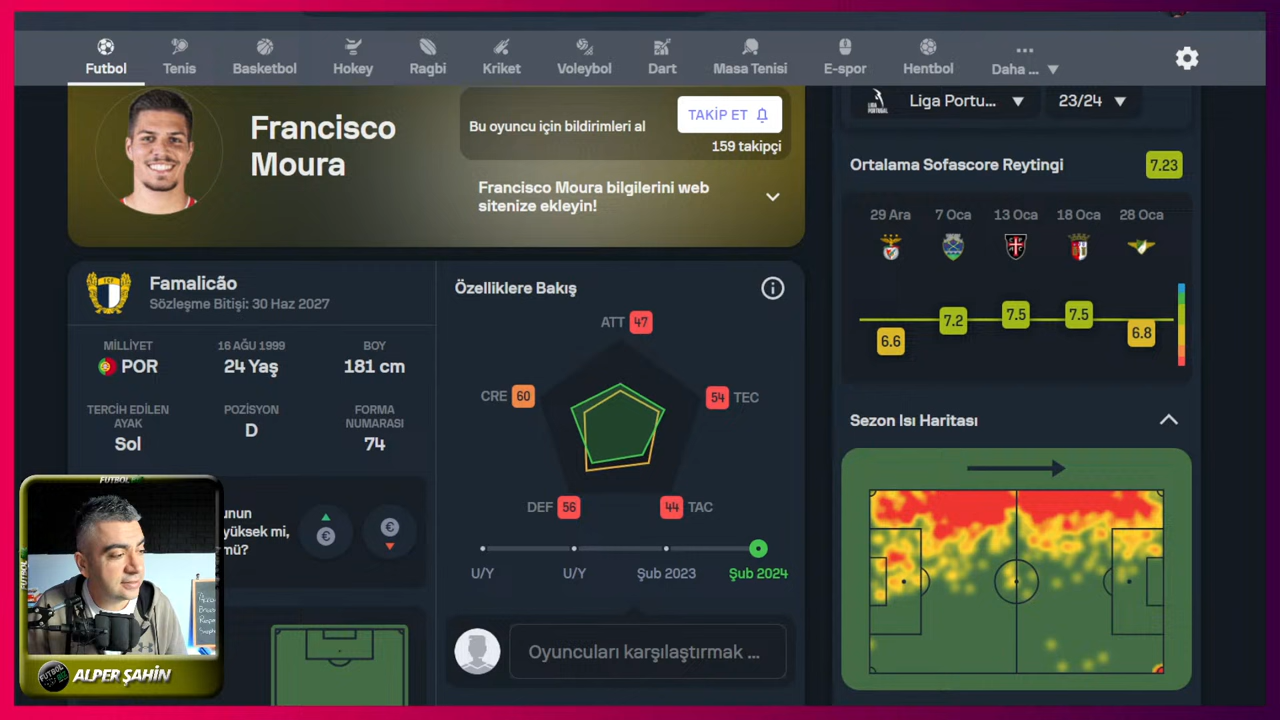 Futbol
Tenis
Basketbol
Hokey
Ragbi
Kriket
Voleybol
Dart
Masa Tenisi
E-spor
Hentbol
Daha ...
Francisco
Moura
Bu oyuncu için bildirimleri al
TAKİP ET
159 takipçi
Francisco Moura bilgilerini web
sitenize ekleyin!
Liga Portu...
23/24
Ortalama Sofascore Reytingi
7.23
29 Ara
7 Oca
13 Oca
18 Oca
28 Oca
6.6
7.2
7.5
7.5
6.8
Famalicão
Sözleşme Bitişi: 30 Haz 2027
MİLLİYET
POR
16 AĞU 1999
24 Yaş
BOY
181 cm
TERCİH EDİLEN
AYAK
Sol
POZİSYON
D
FORMA
NUMARASI
74
Özelliklere Bakış
ATT 47
CRE 60
54 TEC
DEF 56
44 TAC
U/Y
U/Y
Şub 2023
Şub 2024
Oyuncuları karşılaştırmak ...
Sezon Isı Haritası
unun
yüksek mi,
mü?
ALPER ŞAHİN